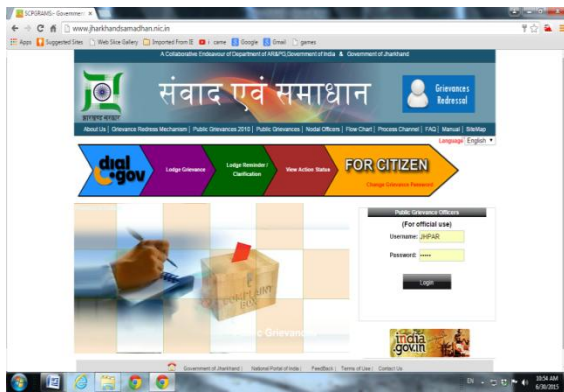 SCPGRAMS:- Governmen
www.jharkhandsamadhan.nic.in
Apps Suggested Sites Web Slice Gallery Imported From IE Google Gmail games
A Collaborative Endeavour of Department of AR&PG,Government of India & Government of Jharkhand
संवाद एवं समाधान
Grievances
Redressal
झारखण्ड सरकार
About Us | Grievance Redress Mechanism | Public Grievances 2010 | Public Grievances | Nodal Officers | Flow Chart | Process Channel | FAQ | Manual | SiteMap
Language English
dial
.gov
Lodge Grievance
Lodge Reminder /
Clarification
View Action Status
FOR CITIZEN
Change Grievance Password
Public Grievance Officers
(For official use)
Username: JHPAR
Password:
Login
COMPLAINT
BOX
Public Grievances
india
.gov.in
Government of Jharkhand | National Portal of India | FeedBack | Terms of Use | Contact Us
EN
10:54 AM
6/30/2015